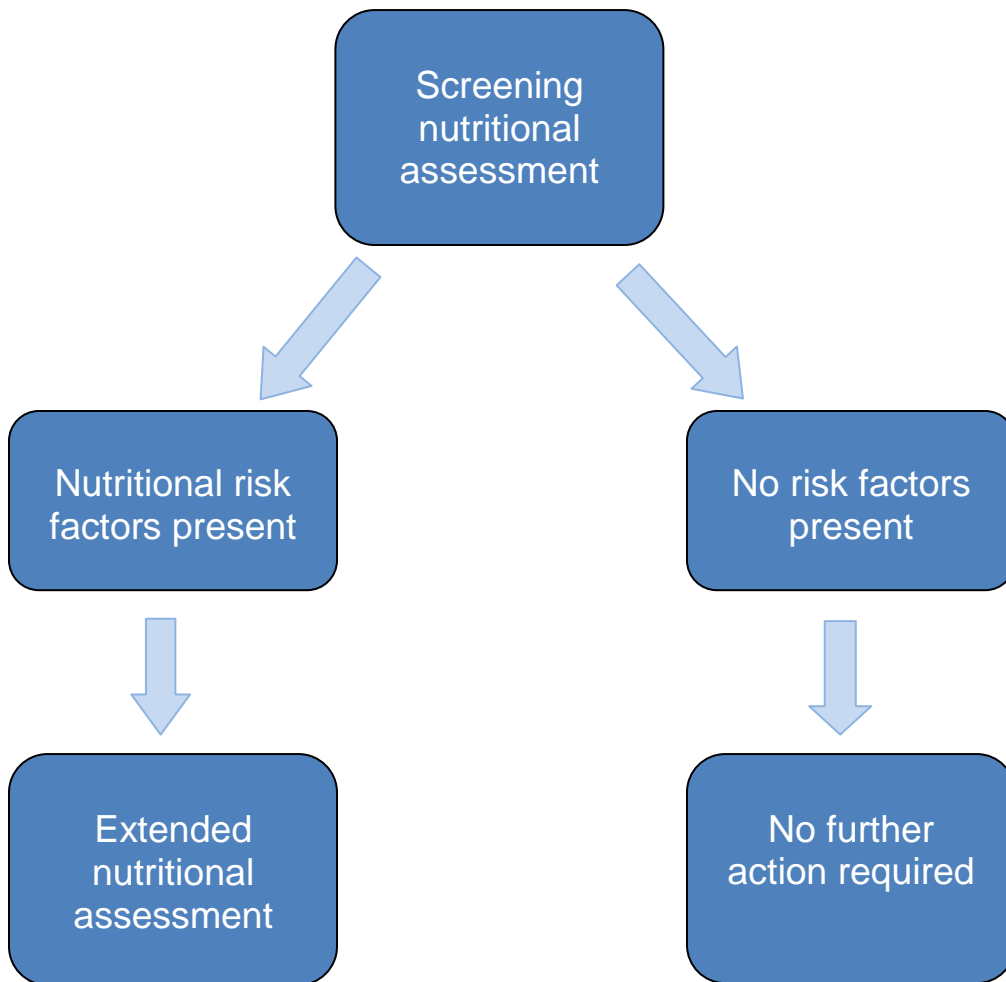 Screening
nutritional
assessment
Nutritional risk
factors present
No risk factors
present
Extended
nutritional
assessment
No further
action required